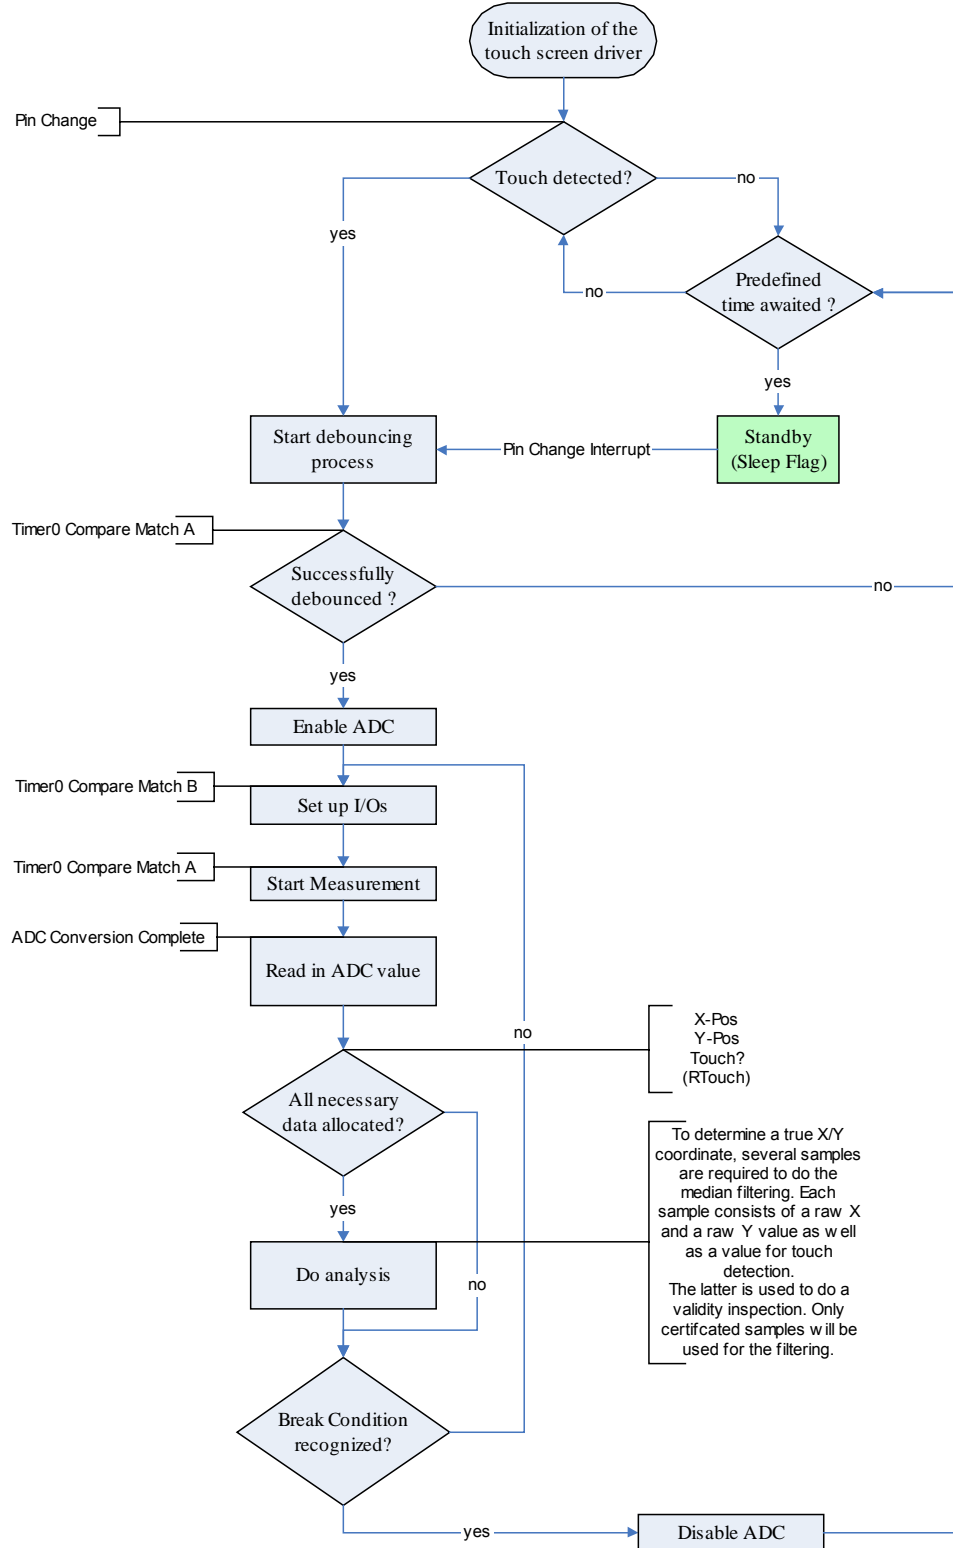 Initialization of the
touch screen driver
Pin Change
Touch detected?
no
yes
Predefined
time awaited ?
no
yes
Start debouncing
process
Pin Change Interrupt
Standby
(Sleep Flag)
Timer0 Compare Match A
Successfully
debounced ?
no
yes
Enable ADC
Timer0 Compare Match B
Set up I/Os
Timer0 Compare Match A
Start Measurement
ADC Conversion Complete
Read in ADC value
no
X-Pos
Y-Pos
Touch?
(RTouch)
All necessary
data allocated?
To determine a true X/Y
coordinate, several samples
are required to do the
median filtering. Each
sample consists of a raw X
and a raw Y value as well
as a value for touch
detection.
The latter is used to do a
validity inspection. Only
certifcated samples will be
used for the filtering.
yes
Do analysis
no
Break Condition
recognized?
yes
Disable ADC